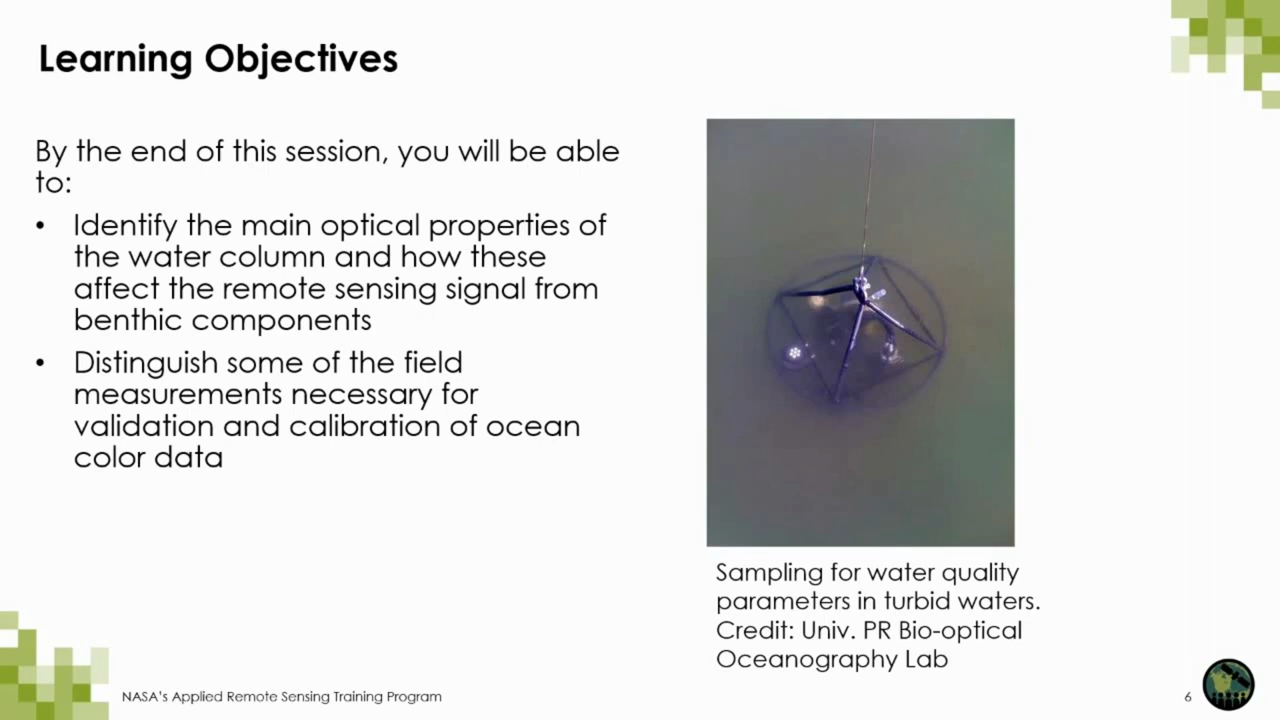 Learning Objectives
By the end of this session, you will be able
to:
• Identify the main optical properties of
the water column and how these
affect the remote sensing signal from
benthic components
• Distinguish some of the field
measurements necessary for
validation and calibration of ocean
color data
Sampling for water quality
parameters in turbid waters.
Credit: Univ. PR Bio-optical
Oceanography Lab
NASA's Applied Remote Sensing Training Program
6